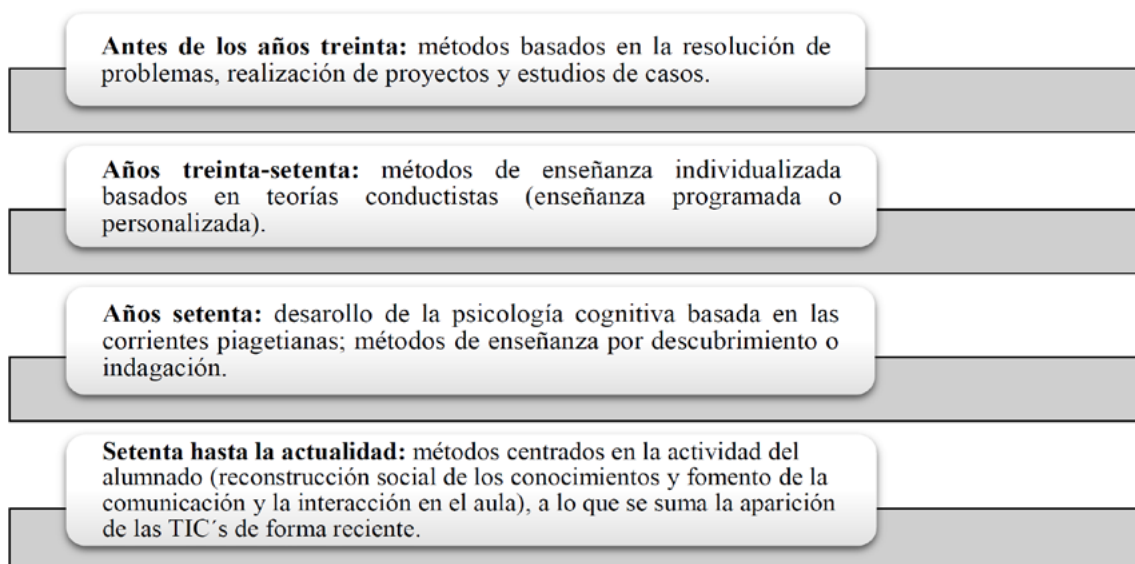 Antes de los años treinta: métodos basados en la resolución de
problemas, realización de proyectos y estudios de casos.
Años treinta-setenta: métodos de enseñanza individualizada
basados en teorías conductistas (enseñanza programada o
personalizada).
Años setenta: desarollo de la psicología cognitiva basada en las
corrientes piagetianas; métodos de enseñanza por descubrimiento o
indagación.
Setenta hasta la actualidad: métodos centrados en la actividad del
alumnado (reconstrucción social de los conocimientos y fomento de la
comunicación y la interacción en el aula), a lo que se suma la aparición
de las TIC´s de forma reciente.